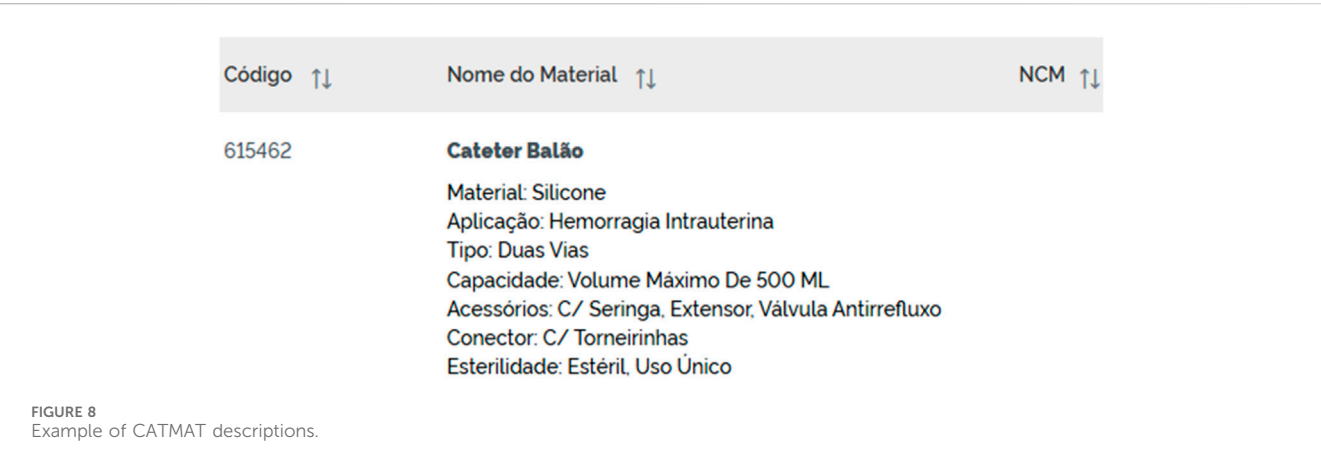 Código ↑↓ Nome do Material ↑↓ NCM ↑↓
615462 Cateter Balão
Material: Silicone
Aplicação: Hemorragia Intrauterina
Tipo: Duas Vias
Capacidade: Volume Máximo De 500 ML
Acessórios: C/ Seringa, Extensor, Válvula Antirrefluxo
Conector: C/ Torneirinhas
Esterilidade: Estéril, Uso Único
FIGURE 8
Example of CATMAT descriptions.